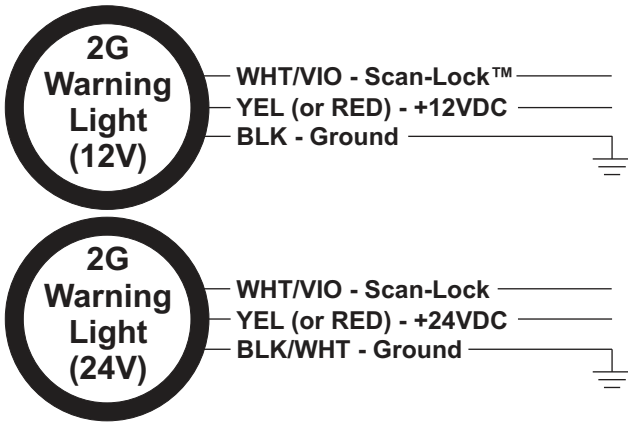 2G
Warning
Light
(12V)
WHT/VIO - Scan-Lock™
YEL (or RED) - +12VDC
BLK - Ground
2G
Warning
Light
(24V)
WHT/VIO - Scan-Lock
YEL (or RED) - +24VDC
BLK/WHT - Ground